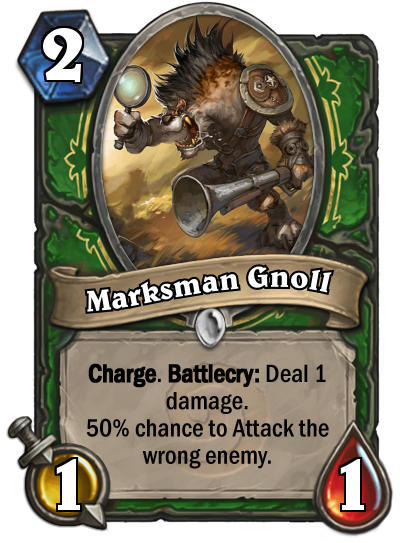 2
Marksman Gnoll
Charge. Battlecry: Deal 1
damage.
50% chance to Attack the
wrong enemy.
1
1